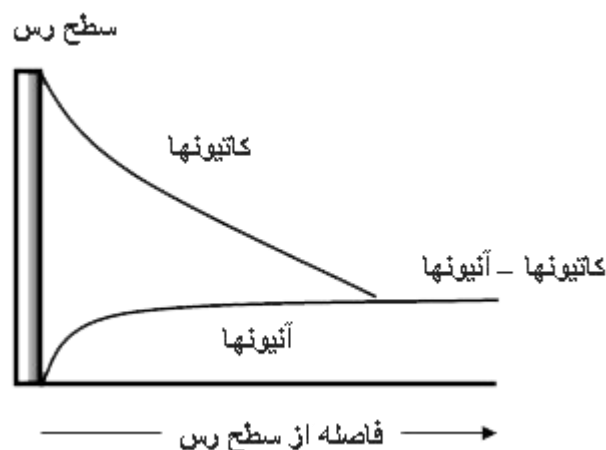 سطح رس
کاتیونها
کاتیونها – آنیونها
آنیونها
فاصله از سطح رس